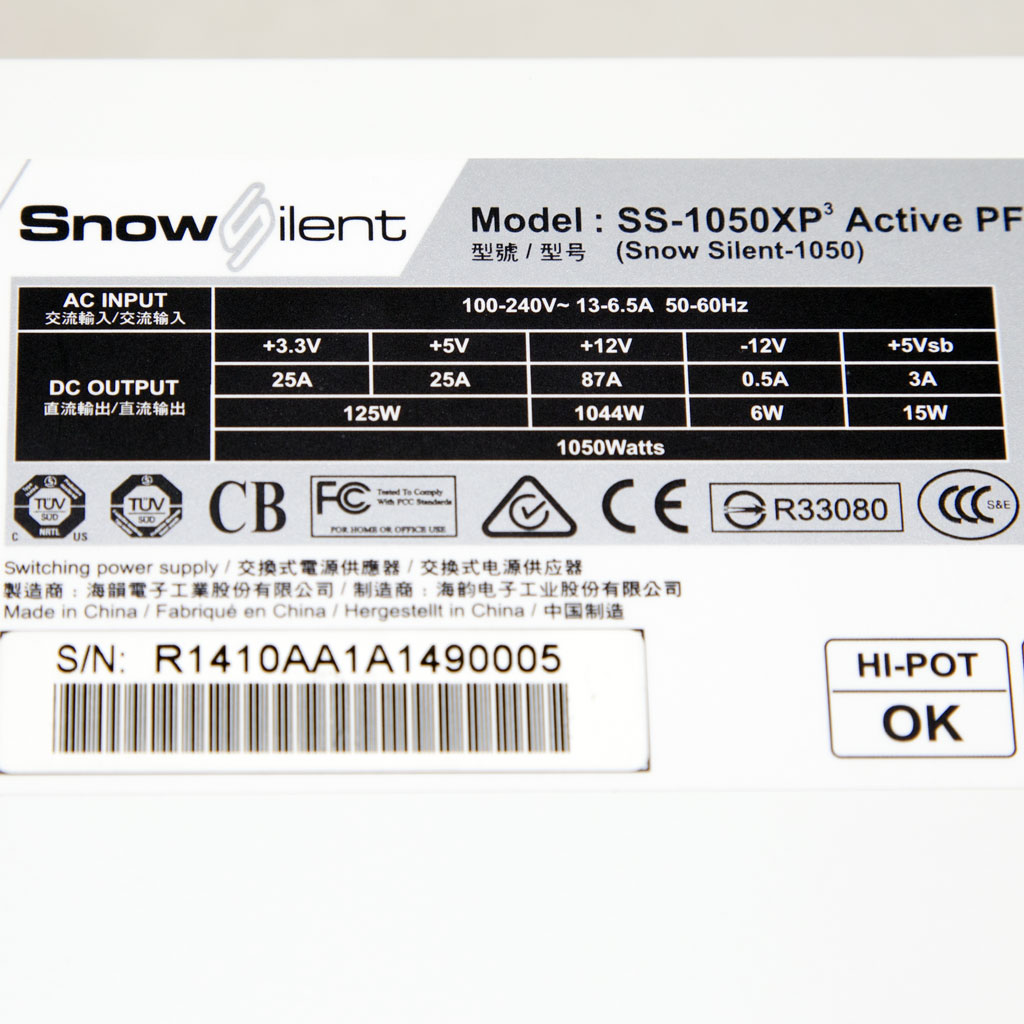 SnowSilent
Model : SS-1050XP³ Active PF
型號 / 型号 (Snow Silent-1050)
AC INPUT 100-240V~ 13-6.5A 50-60Hz
交流輸入/交流输入
DC OUTPUT
直流輸出/直流输出
+3.3V +5V +12V -12V +5Vsb
25A 25A 87A 0.5A 3A
125W 1044W 6W 15W
1050Watts
TÜV SÜD NRTL C US
TÜV SÜD
CB
FC Tested To Comply With FCC Standards
FOR HOME OR OFFICE USE
CE
R33080
CCC S&E
Switching power supply / 交換式電源供應器 / 交换式电源供应器
製造商 : 海韻電子工業股份有限公司 / 制造商 : 海韵电子工业股份有限公司
Made in China / Fabriqué en China / Hergestellt in China / 中国制造
S/N: R1410AA1A1490005
HI-POT
OK